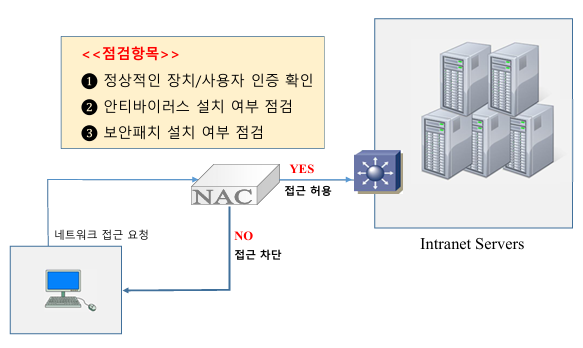 <<점검항목>>
❶ 정상적인 장치/사용자 인증 확인
❷ 안티바이러스 설치 여부 점검
❸ 보안패치 설치 여부 점검
NAC
YES
접근 허용
네트워크 접근 요청
NO
접근 차단
Intranet Servers